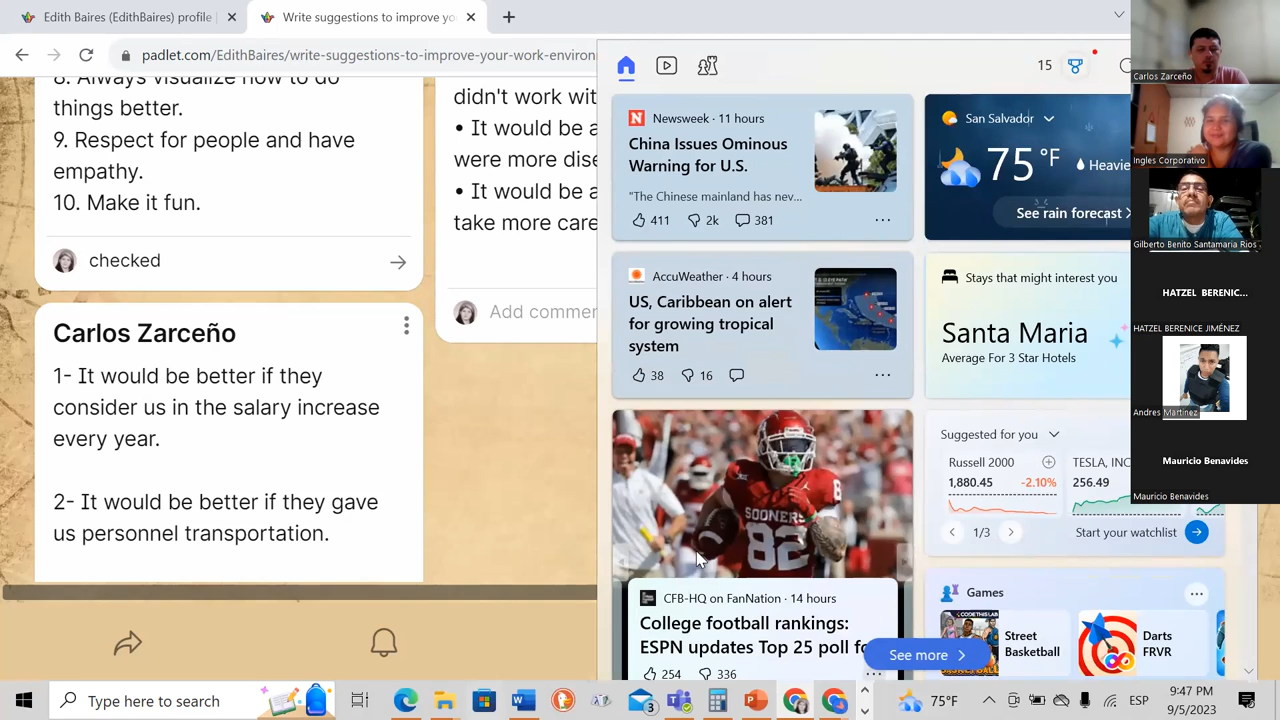 Edith Baires (EdithBaires) profile
Write suggestions to improve yo
padlet.com/EdithBaires/write-suggestions-to-improve-your-work-environ
8. Always visualize how to do
things better.
9. Respect for people and have
empathy.
10. Make it fun.
checked
Carlos Zarceño
1- It would be better if they
consider us in the salary increase
every year.
2- It would be better if they gave
us personnel transportation.
didn't work wit
• It would be a
were more dise
• It would be a
take more care
Add commen
15
Newsweek · 11 hours
China Issues Ominous
Warning for U.S.
"The Chinese mainland has nev...
411 2k 381
San Salvador
75 °F
Heavie
See rain forecast
AccuWeather · 4 hours
US, Caribbean on alert
for growing tropical
system
38 16
Stays that might interest you
Santa Maria
Average For 3 Star Hotels
SOONERS
82
CFB-HQ on FanNation · 14 hours
College football rankings:
ESPN updates Top 25 poll fo
254 336
Suggested for you
Russell 2000
1,880.45 -2.10%
TESLA, INC
256.49
1/3
Start your watchlist
Games
Street
Basketball
Darts
FRVR
See more
Carlos Zarceño
Ingles Corporativo
Gilberto Benito Santamaria Rios
HATZEL BERENIC...
HATZEL BERENICE JIMÉNEZ
Andres Martinez
Mauricio Benavides
Mauricio Benavides
Type here to search
3
75°F
ESP
9:47 PM
9/5/2023